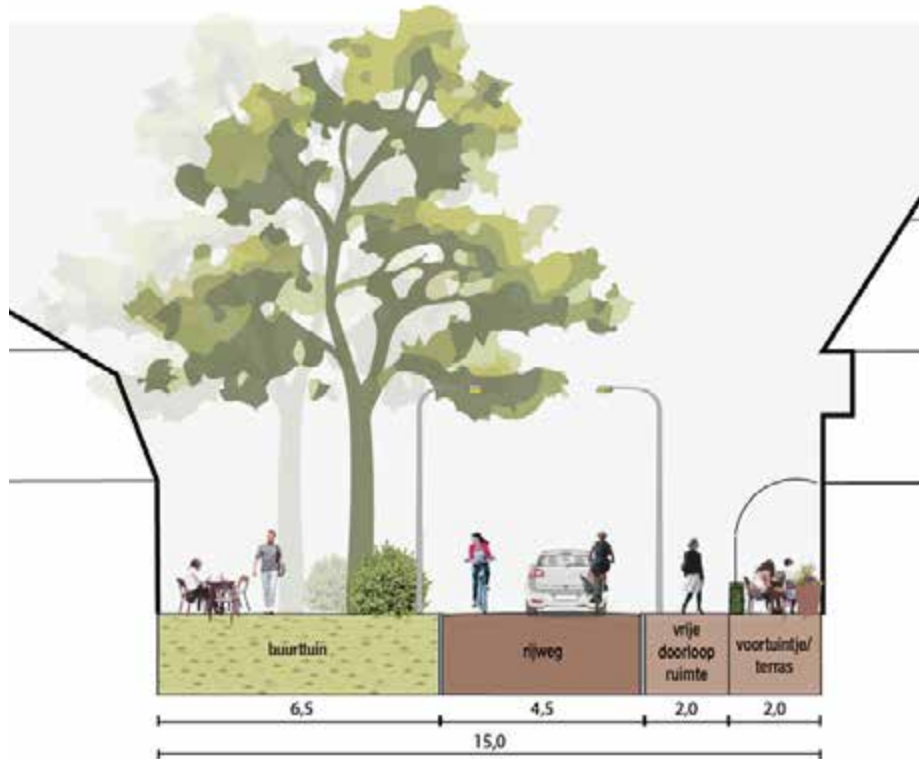 buurttuin
rijweg
vrije
doorloop
ruimte
voortuintje/
terras
6,5
4,5
2,0
2,0
15,0